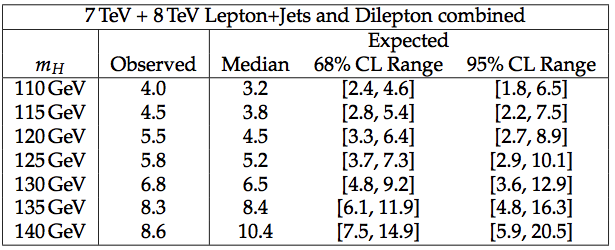 7 TeV + 8 TeV Lepton+Jets and Dilepton combined
Expected
m_H Observed Median 68% CL Range 95% CL Range
110 GeV 4.0 3.2 [2.4, 4.6] [1.8, 6.5]
115 GeV 4.5 3.8 [2.8, 5.4] [2.2, 7.5]
120 GeV 5.5 4.5 [3.3, 6.4] [2.7, 8.9]
125 GeV 5.8 5.2 [3.7, 7.3] [2.9, 10.1]
130 GeV 6.8 6.5 [4.8, 9.2] [3.6, 12.9]
135 GeV 8.3 8.4 [6.1, 11.9] [4.8, 16.3]
140 GeV 8.6 10.4 [7.5, 14.9] [5.9, 20.5]